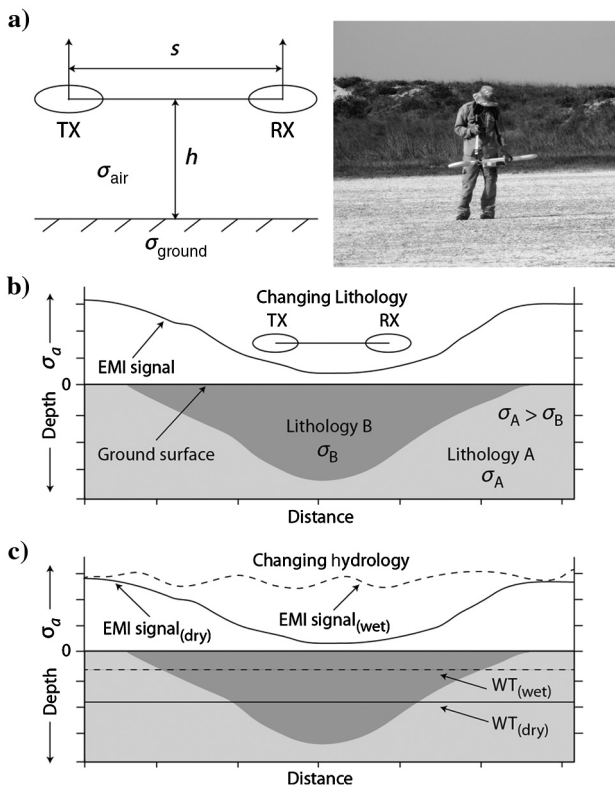 a)
s
TX
RX
h
σair
σground
b)
Changing Lithology
TX
RX
σa
EMI signal
0
Depth
Lithology B
σB
σA > σB
Ground surface
Lithology A
σA
Distance
c)
Changing hydrology
σa
EMI signal(dry)
EMI signal(wet)
0
Depth
WT(wet)
WT(dry)
Distance